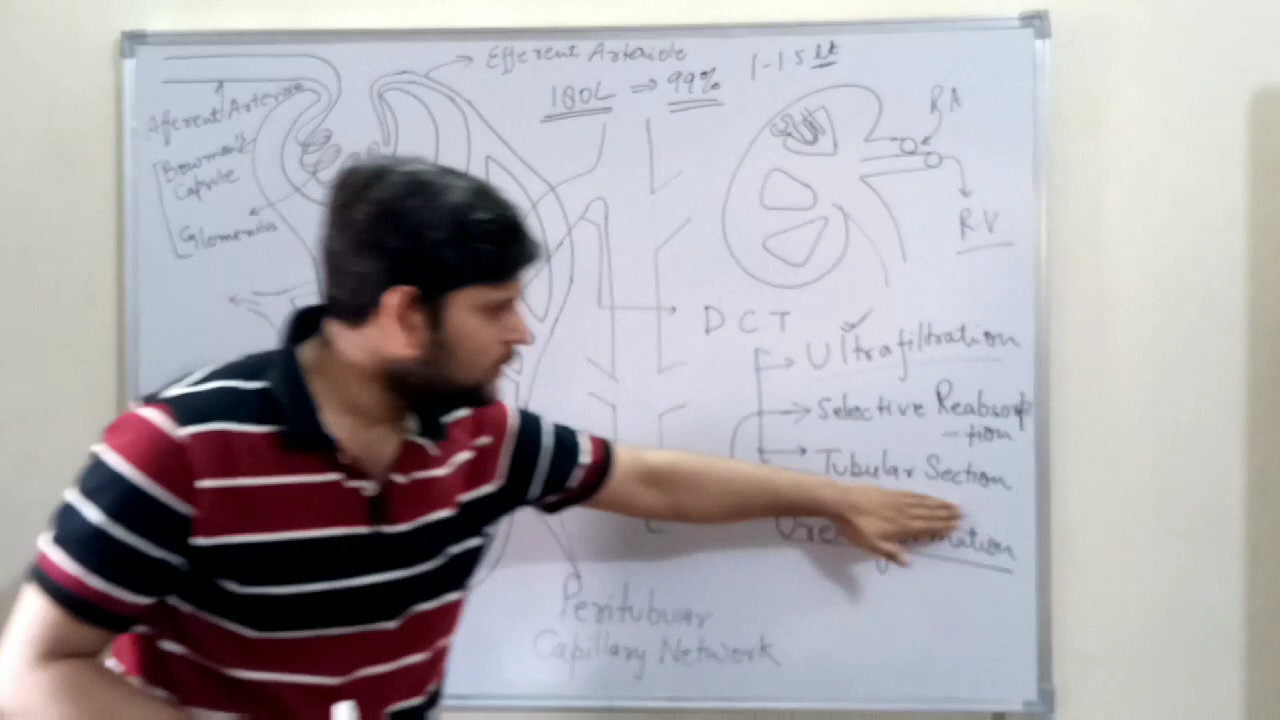 Efferent Arteriole
180L ⇒ 99%
1-1.5 Lt
Afferent Arteriole
Bowman's
Capsule
Glomerulus
RA
RV
DCT
Ultrafiltration
Selective Reabsorp
-tion
Tubular Section
Peritubular
Capillary Network